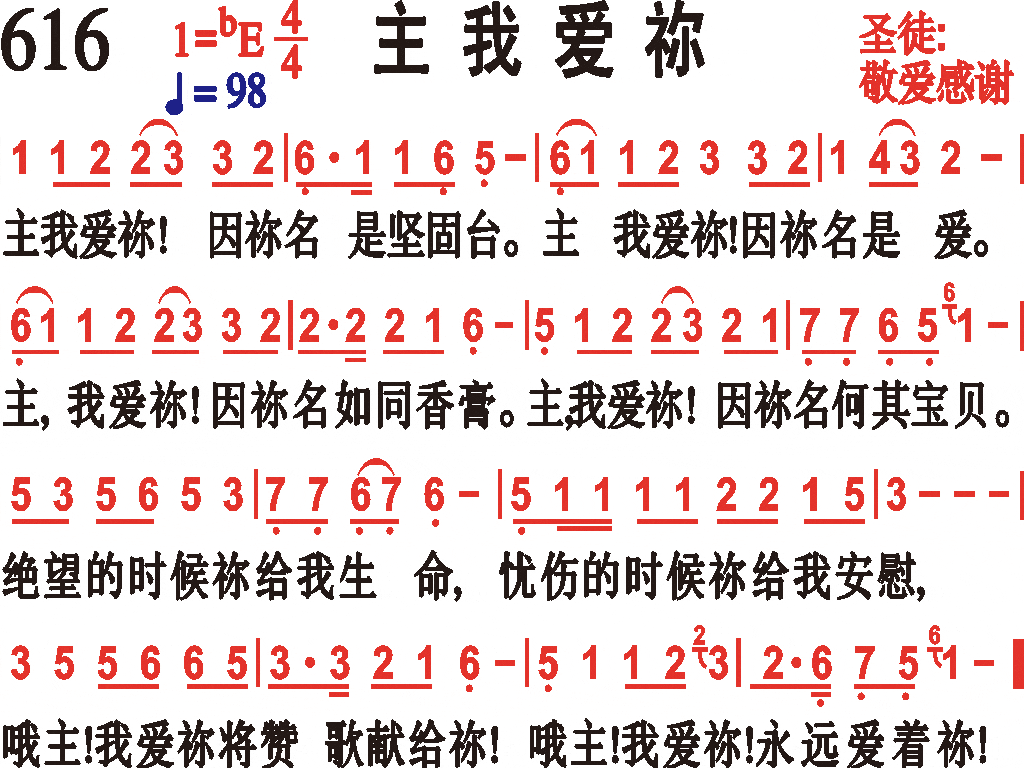 616 1=bE 4/4 主我爱祢 圣徒:
♩=98 敬爱感谢
1 1 2 2 3 3 2 | 6 · 1 1 6 5 – | 6 1 1 2 3 3 2 | 1 4 3 2 – |
主我爱祢! 因祢名 是坚固台。主 我爱祢!因祢名是 爱。
6 1 1 2 2 3 3 2 | 2 · 2 2 1 6 – | 5 1 2 2 3 2 1 | 7 7 6 5 6 1 – |
主, 我爱祢!因祢名如同香膏。主,我爱祢! 因祢名何其宝贝。
5 3 5 6 5 3 | 7 7 6 7 6 – | 5 1 1 1 1 2 2 1 5 | 3 – – – |
绝望的时候祢给我生 命, 忧伤的时候祢给我安慰,
3 5 5 6 6 5 | 3 · 3 2 1 6 – | 5 1 1 2 2 3 | 2 · 6 7 5 6 1 – |
哦主!我爱祢将赞 歌献给祢! 哦主!我爱祢!永远爱着祢!